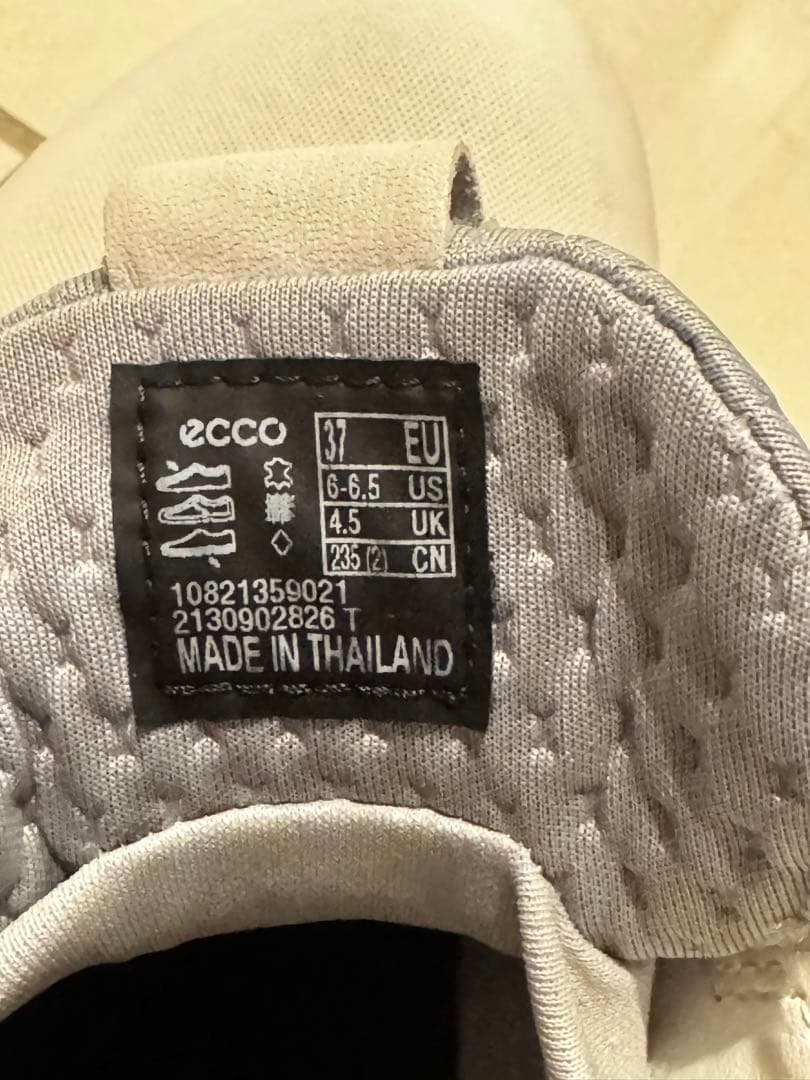 ecco
37 EU
6-6.5 US
4.5 UK
235 (2) CN
10821359021
2130902826 T
MADE IN THAILAND